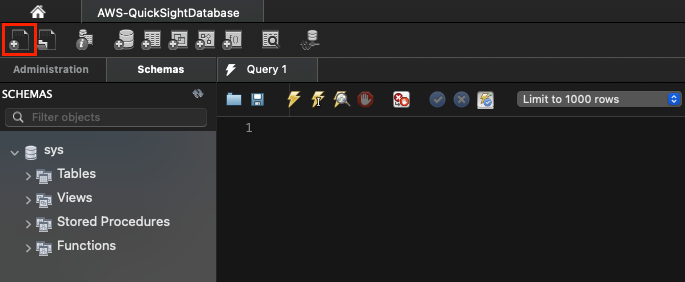 AWS-QuickSightDatabase
Administration
Schemas
Query 1
SCHEMAS
Filter objects
Limit to 1000 rows
1
sys
Tables
Views
Stored Procedures
Functions